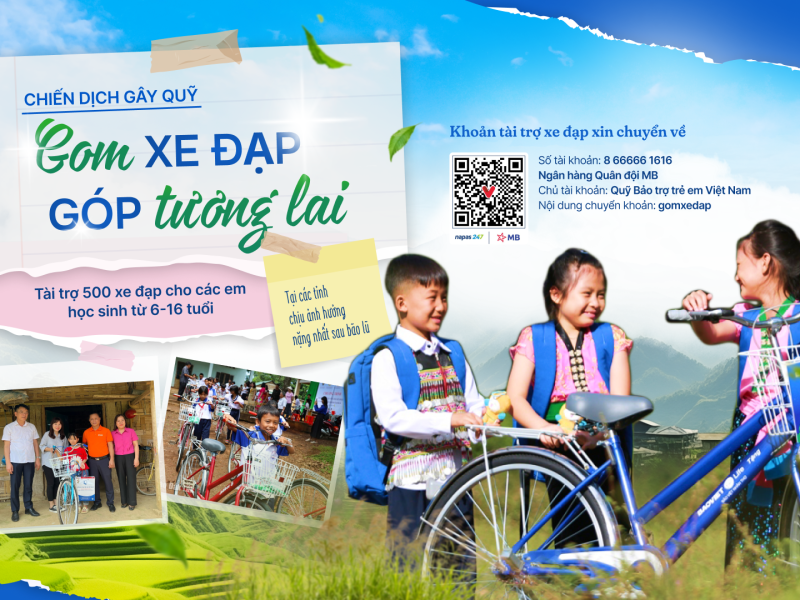 CHIẾN DỊCH GÂY QUỸ
Gom XE ĐẠP
GÓP tương lai
Tài trợ 500 xe đạp cho các em
học sinh từ 6-16 tuổi
Tại các tỉnh
chịu ảnh hưởng
nặng nhất sau bão lũ
Khoản tài trợ xe đạp xin chuyển về
Số tài khoản: 8 66666 1616
Ngân hàng Quân đội MB
Chủ tài khoản: Quỹ Bảo trợ trẻ em Việt Nam
Nội dung chuyển khoản: gomxedap
napas 247 | MB
BAOVIET Life Tặng